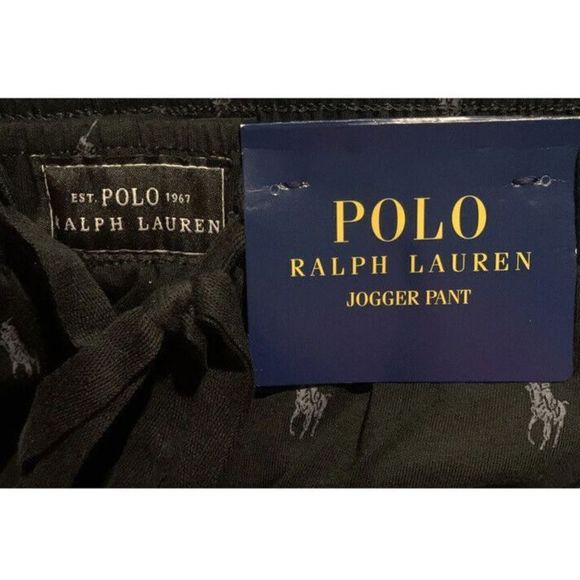 EST. POLO 1967
RALPH LAUREN
POLO
RALPH LAUREN
JOGGER PANT